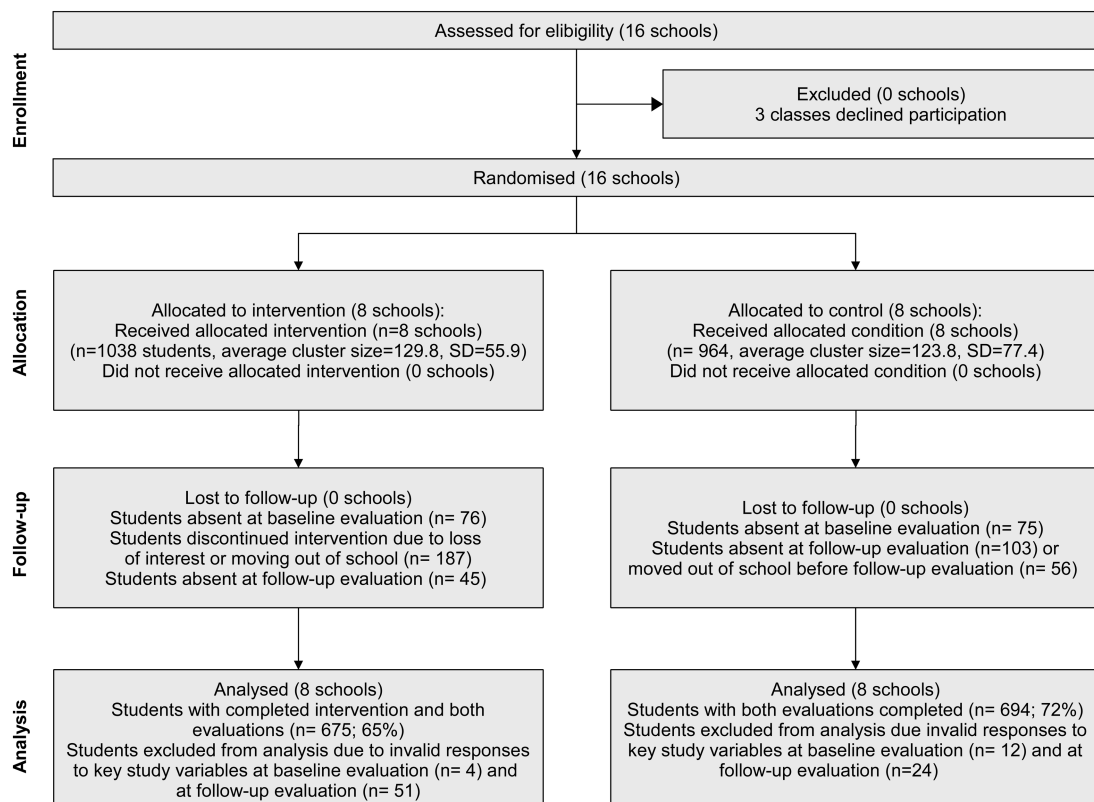 Enrollment
Assessed for elibigility (16 schools)
Excluded (0 schools)
3 classes declined participation
Randomised (16 schools)
Allocation
Allocated to intervention (8 schools):
Received allocated intervention (n=8 schools)
(n=1038 students, average cluster size=129.8, SD=55.9)
Did not receive allocated intervention (0 schools)
Allocated to control (8 schools):
Received allocated condition (8 schools)
(n= 964, average cluster size=123.8, SD=77.4)
Did not receive allocated condition (0 schools)
Follow-up
Lost to follow-up (0 schools)
Students absent at baseline evaluation (n= 76)
Students discontinued intervention due to loss
of interest or moving out of school (n= 187)
Students absent at follow-up evaluation (n= 45)
Lost to follow-up (0 schools)
Students absent at baseline evaluation (n= 75)
Students absent at follow-up evaluation (n=103) or
moved out of school before follow-up evaluation (n= 56)
Analysis
Analysed (8 schools)
Students with completed intervention and both
evaluations (n= 675; 65%)
Students excluded from analysis due to invalid responses
to key study variables at baseline evaluation (n= 4) and
at follow-up evaluation (n= 51)
Analysed (8 schools)
Students with both evaluations completed (n= 694; 72%)
Students excluded from analysis due invalid responses to
key study variables at baseline evaluation (n= 12) and at
follow-up evaluation (n=24)